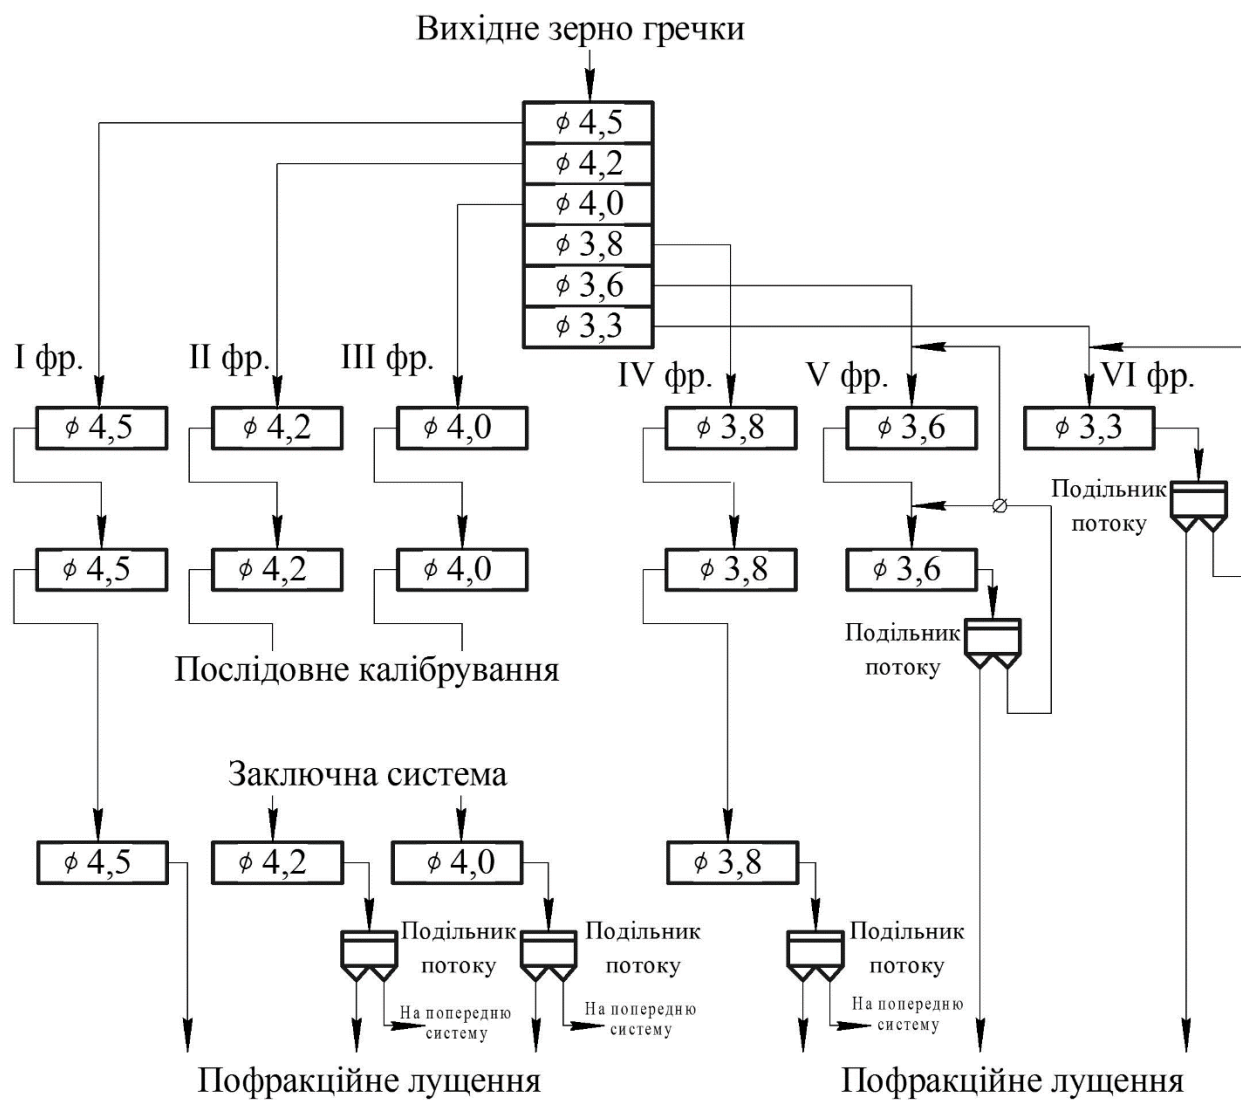 Вихідне зерно гречки
ϕ 4,5
ϕ 4,2
ϕ 4,0
ϕ 3,8
ϕ 3,6
ϕ 3,3
I фр.
II фр.
III фр.
IV фр.
V фр.
VI фр.
ϕ 4,5
ϕ 4,2
ϕ 4,0
ϕ 3,8
ϕ 3,6
ϕ 3,3
Подільник
потоку
ϕ 4,5
ϕ 4,2
ϕ 4,0
ϕ 3,8
ϕ 3,6
Подільник
потоку
Послідовне калібрування
Заключна система
ϕ 4,5
ϕ 4,2
ϕ 4,0
ϕ 3,8
Подільник
потоку
Подільник
потоку
Подільник
потоку
На попередню
систему
На попередню
систему
На попередню
систему
Пофракційне лущення
Пофракційне лущення